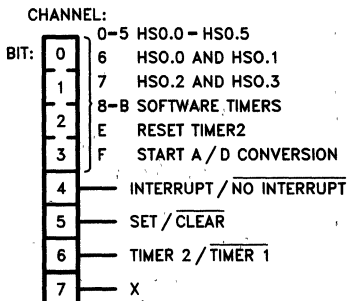 CHANNEL:
0-5 HSO.0 - HSO.5
BIT: 0 6 HSO.0 AND HSO.1
1 7 HSO.2 AND HSO.3
8-B SOFTWARE TIMERS
2 E RESET TIMER2
3 F START A / D CONVERSION
4 INTERRUPT / NO INTERRUPT
5 SET / CLEAR
6 TIMER 2 / TIMER 1
7 X